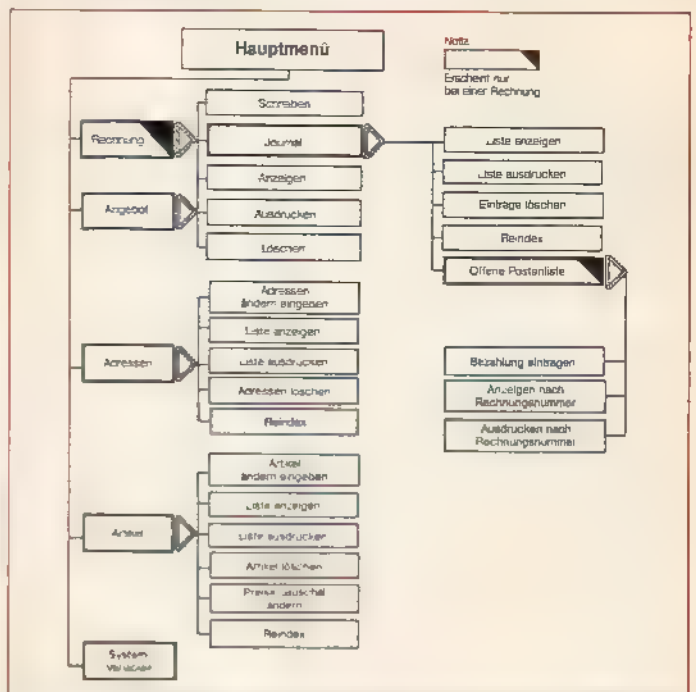 Hauptmenü
Notiz
Erscheint nur
bei einer Rechnung
Schreiben
Rechnung
Journal
Liste anzeigen
Anzeigen
Liste ausdrucken
Angebot
Ausdrucken
Einträge löschen
Löschen
Reindex
Offene Postenliste
Adressen
ändern eingeben
Liste anzeigen
Adressen
Liste ausdrucken
Bezahlung eintragen
Adressen löschen
Anzeigen nach
Rechnungsnummer
Reindex
Ausdrucken nach
Rechnungsnummer
Artikel
ändern eingeben
Liste anzeigen
Artikel
Liste ausdrucken
Artikel löschen
Preise pauschal
ändern
Reindex
System
Variablen